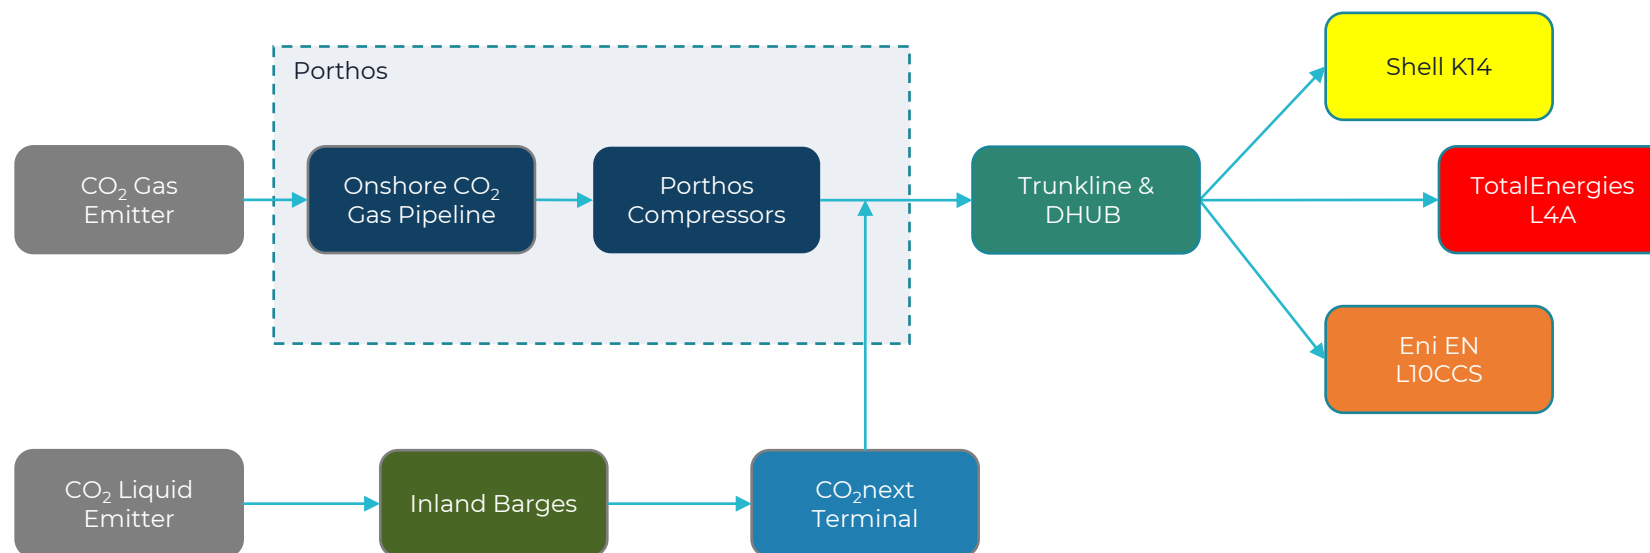 Porthos
Shell K14
CO₂ Gas
Emitter
Onshore CO₂
Gas Pipeline
Porthos
Compressors
Trunkline &
DHUB
TotalEnergies
L4A
Eni EN
L10CCS
CO₂ Liquid
Emitter
Inland Barges
CO₂next
Terminal